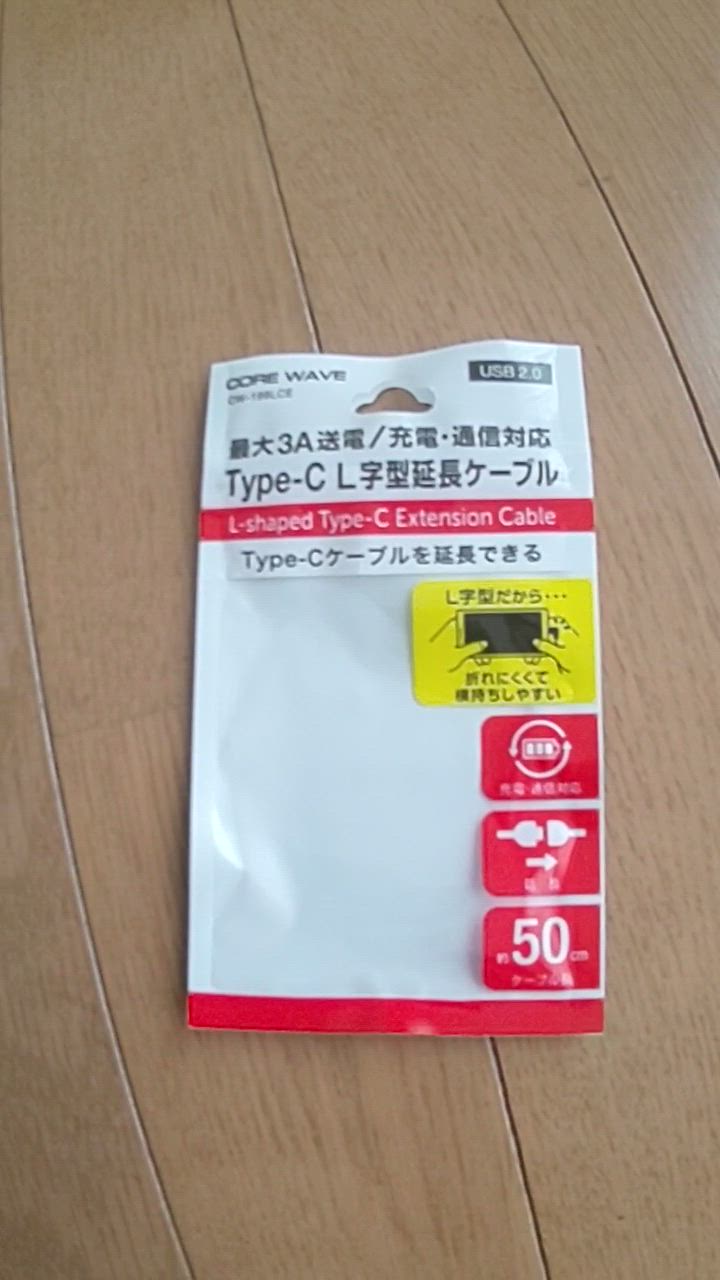 CORE WAVE
USB 2.0
CW-188LCE
最大3A送電/充電・通信対応
Type-C L字型延長ケーブル
L-shaped Type-C Extension Cable
Type-Cケーブルを延長できる
L字型だから・・・
折れにくくて
横持ちしやすい
充電・通信対応
約50cm
ケーブル長